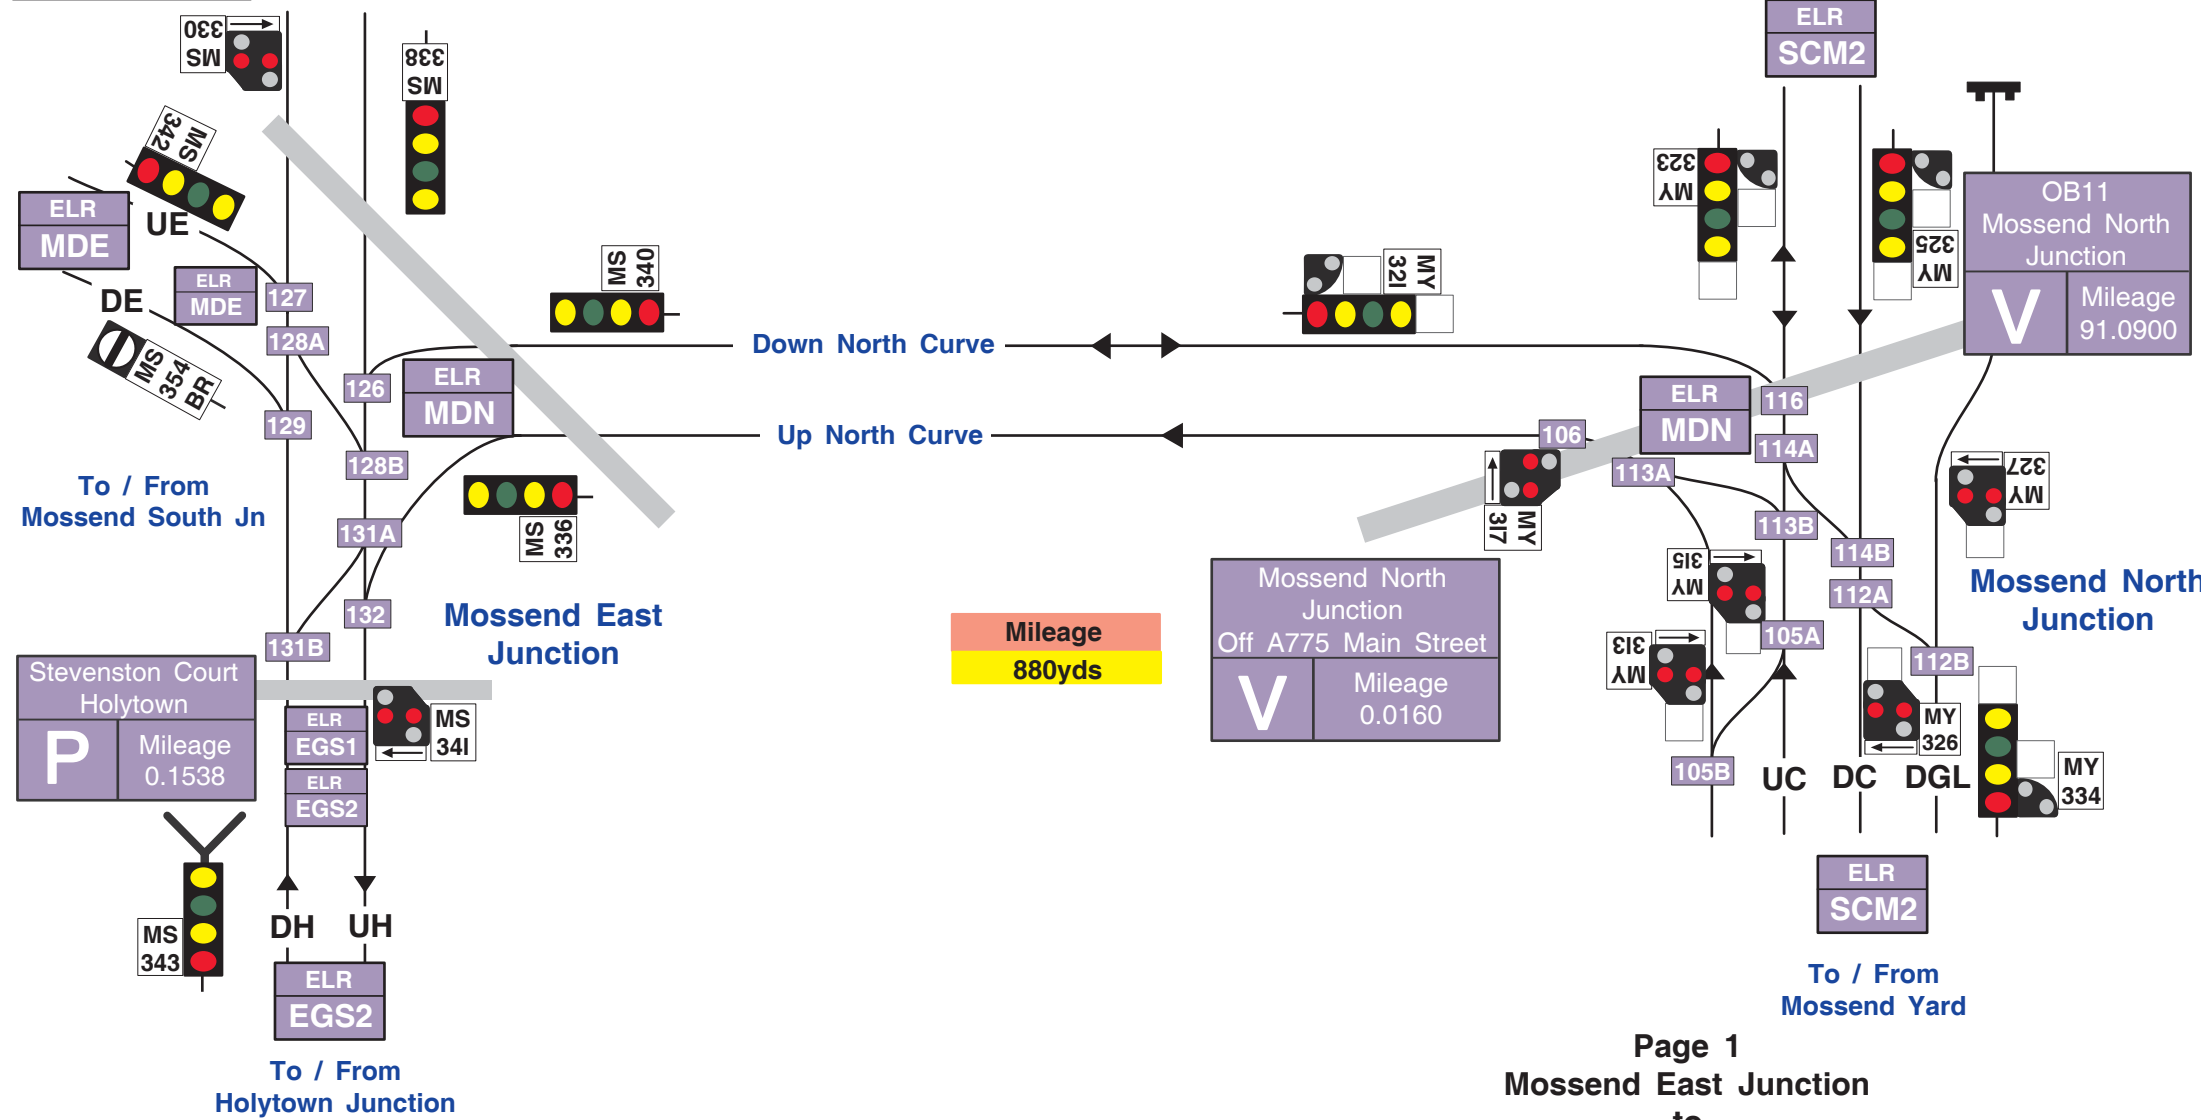 MS
330
MS
338
MS
342
UE
ELR
MDE
ELR
MDE
DE
MS
354
BR
127
128A
129
126
128B
131A
132
131B
ELR
MDN
MS
340
MS
336
Down North Curve
Up North Curve
To / From
Mossend South Jn
Mossend East
Junction
Stevenston Court
Holytown
P
Mileage
0.1538
ELR
EGS1
ELR
EGS2
MS
34I
MS
343
DH
UH
ELR
EGS2
To / From
Holytown Junction
Mileage
880yds
MY
32I
ELR
SCM2
MY
323
MY
325
OB11
Mossend North
Junction
V
Mileage
91.0900
ELR
MDN
116
114A
106
113A
113B
114B
112A
105A
112B
105B
MY
3I7
MY
3I5
MY
3I3
MY
327
Mossend North
Junction
Mossend North
Junction
Off A775 Main Street
V
Mileage
0.0160
MY
326
MY
334
UC
DC
DGL
ELR
SCM2
To / From
Mossend Yard
Page 1
Mossend East Junction
to